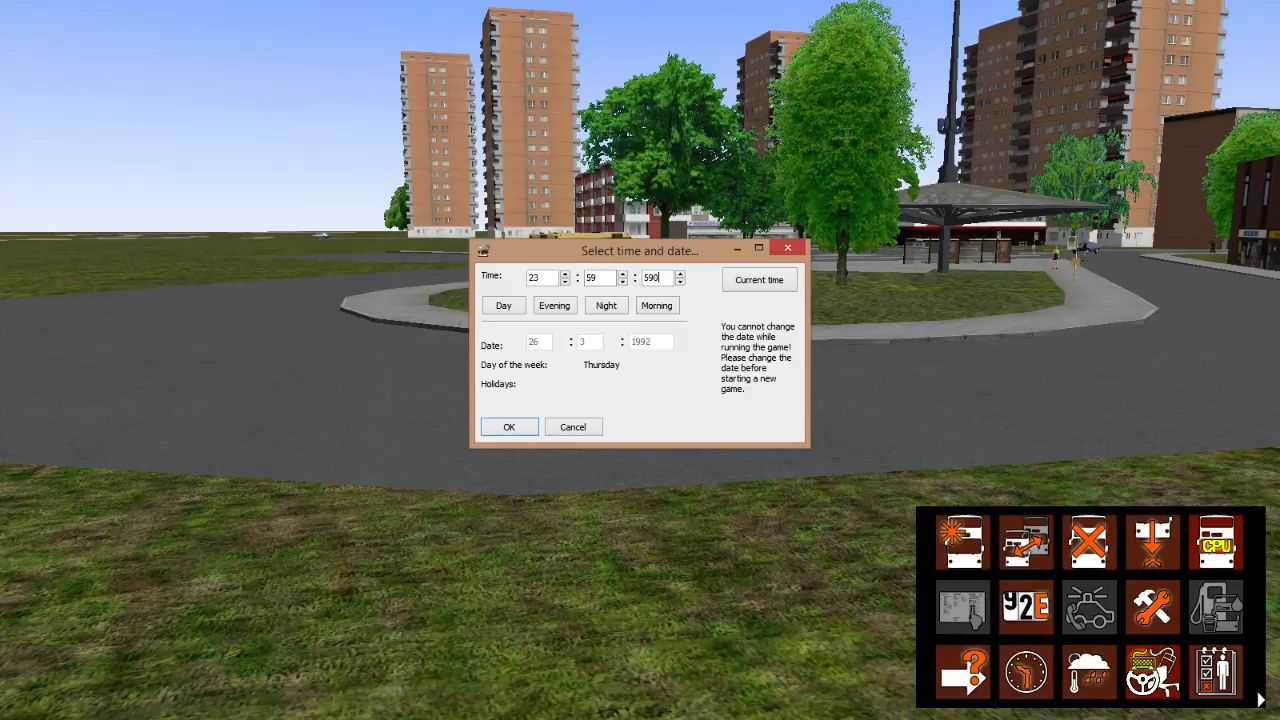 Select time and date...
Time: 23 : 59 : 590
Current time
Day Evening Night Morning
You cannot change
the date while
running the game!
Please change the
date before
starting a new
game.
Date: 26 : 3 : 1992
Day of the week: Thursday
Holidays:
OK Cancel
CPU
92E